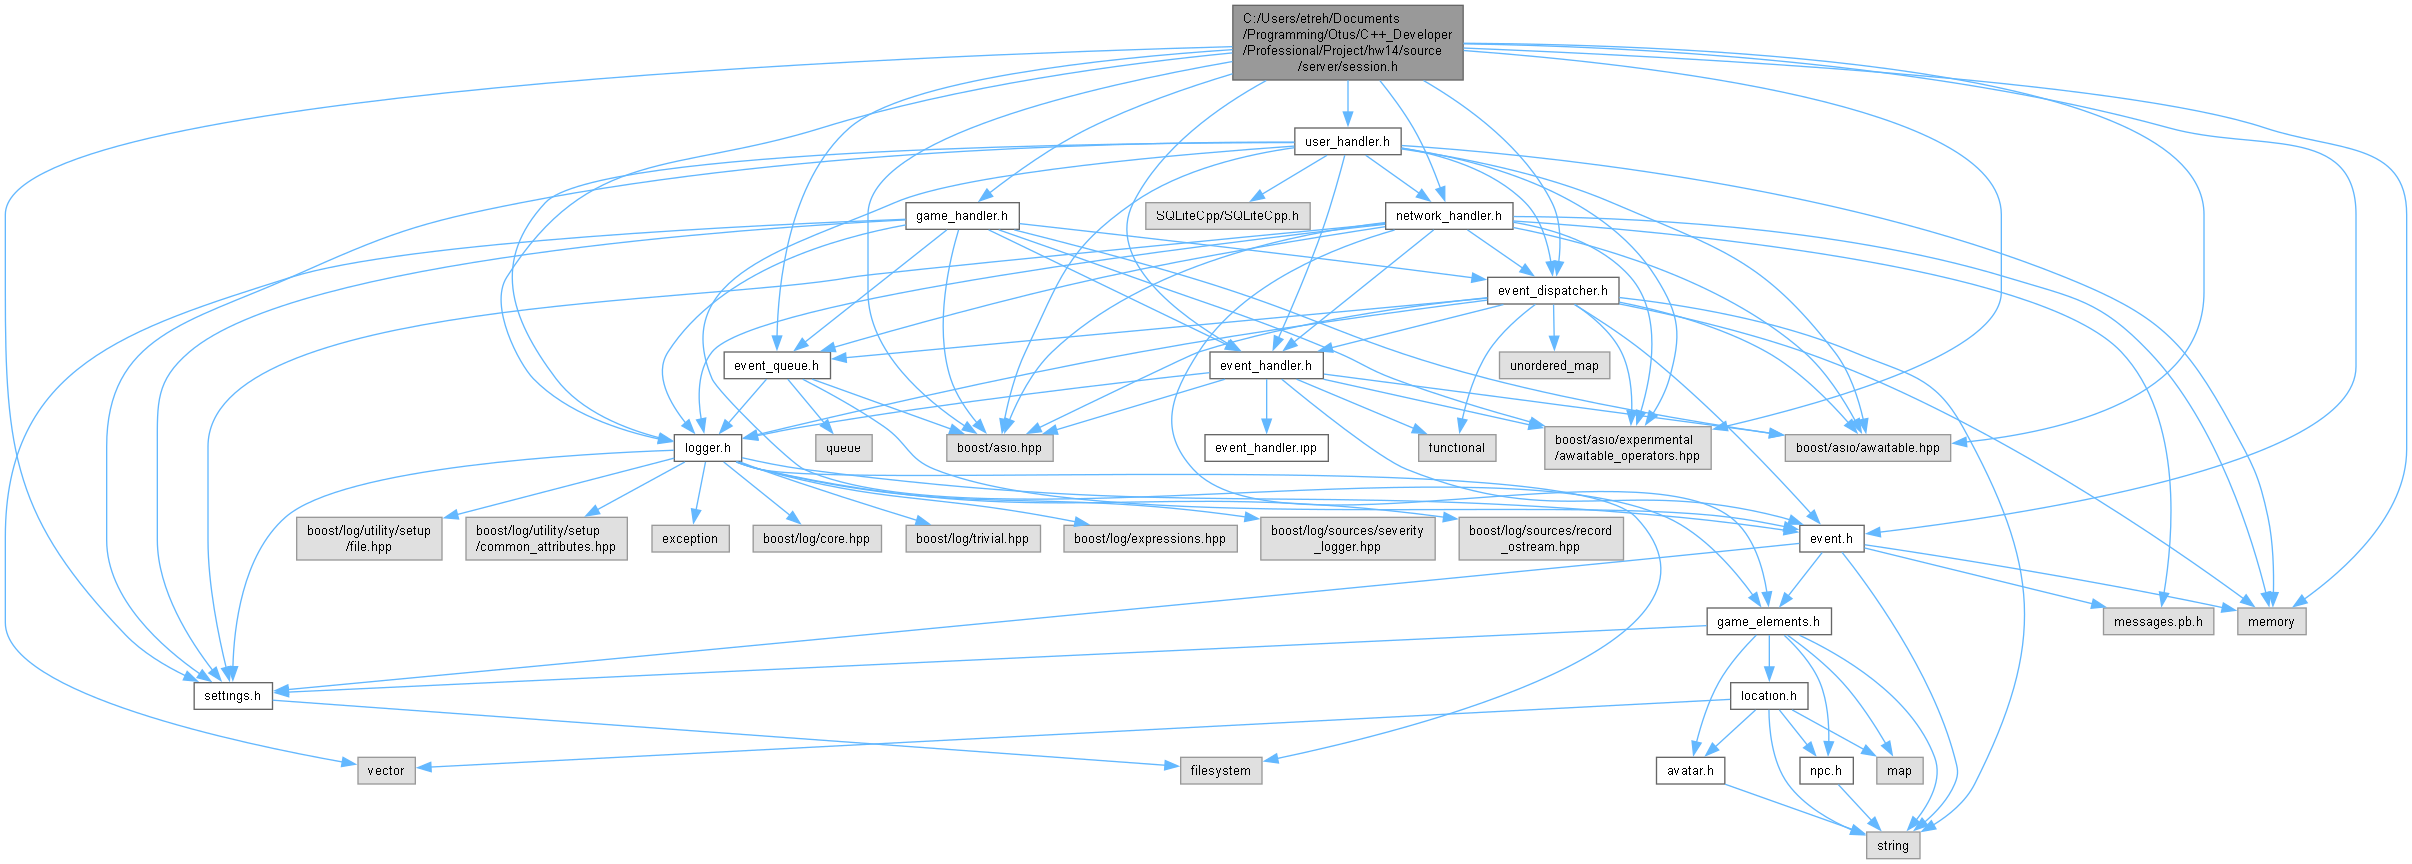 C:/Users/etreh/Documents
/Programming/Otus/C++_Developer
/Professional/Project/hw14/source
/server/session.h
user_handler.h
game_handler.h
SQLiteCpp/SQLiteCpp.h
network_handler.h
event_dispatcher.h
event_queue.h
event_handler.h
unordered_map
logger.h
queue
boost/asio.hpp
event_handler.ipp
functional
boost/asio/experimental
/awaitable_operators.hpp
boost/asio/awaitable.hpp
boost/log/utility/setup
/file.hpp
boost/log/utility/setup
/common_attributes.hpp
exception
boost/log/core.hpp
boost/log/trivial.hpp
boost/log/expressions.hpp
boost/log/sources/severity
_logger.hpp
boost/log/sources/record
_ostream.hpp
event.h
game_elements.h
messages.pb.h
memory
settings.h
location.h
vector
filesystem
avatar.h
npc.h
map
string